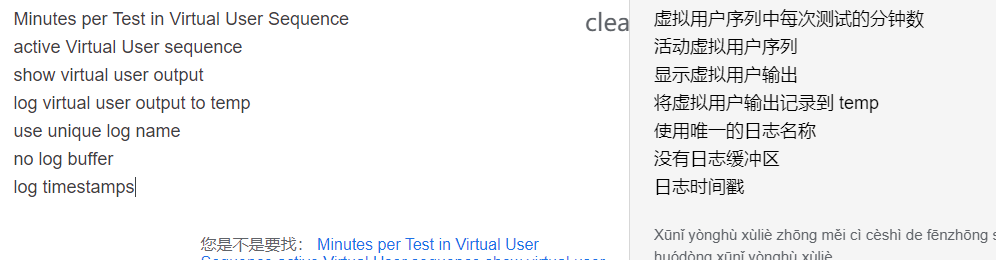 Minutes per Test in Virtual User Sequence
active Virtual User sequence
show virtual user output
log virtual user output to temp
use unique log name
no log buffer
log timestamps
clea
您是不是要找： Minutes per Test in Virtual User
Sequence active Virtual User sequence show virtual user
虚拟用户序列中每次测试的分钟数
活动虚拟用户序列
显示虚拟用户输出
将虚拟用户输出记录到 temp
使用唯一的日志名称
没有日志缓冲区
日志时间戳
Xūnǐ yònghù xùliè zhōng měi cì cèshì de fēnzhōng s
huódòng xūnǐ yònghù xùliè